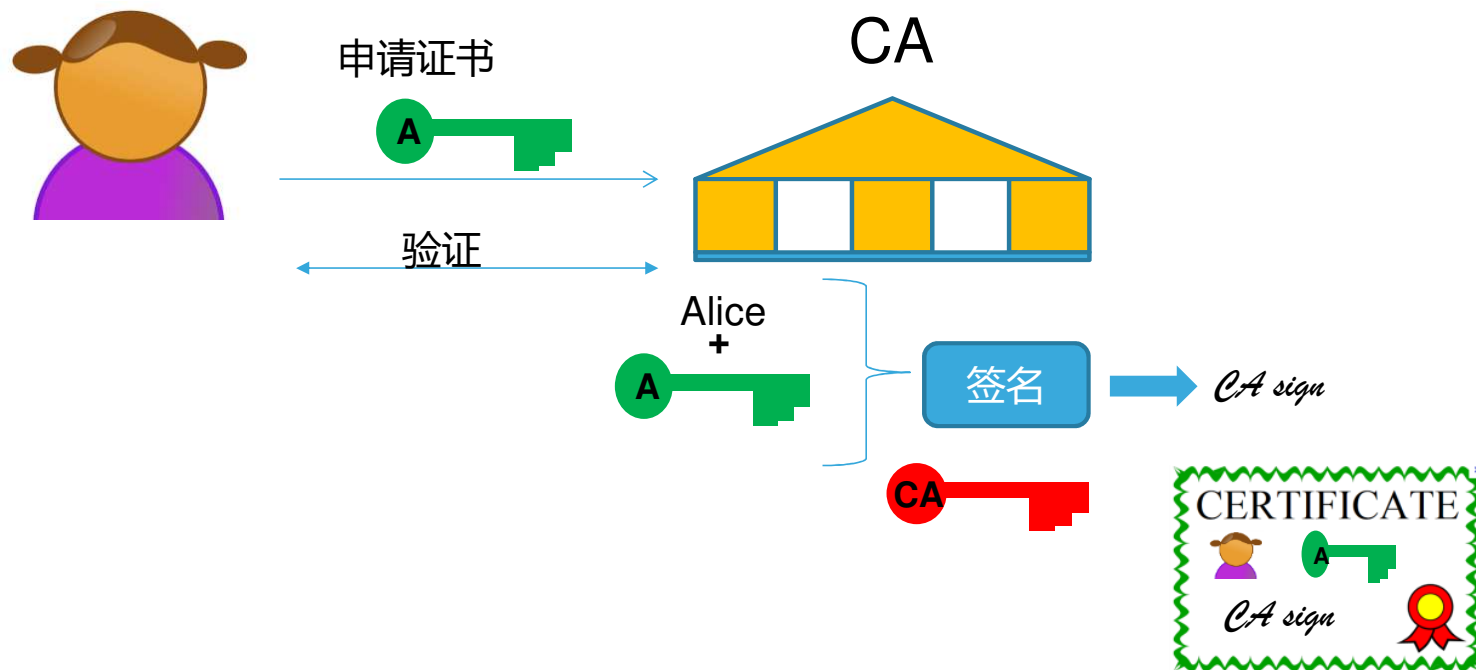 申请证书
CA
A
验证
Alice
+
A
签名
CA sign
CA
CERTIFICATE
A
CA sign